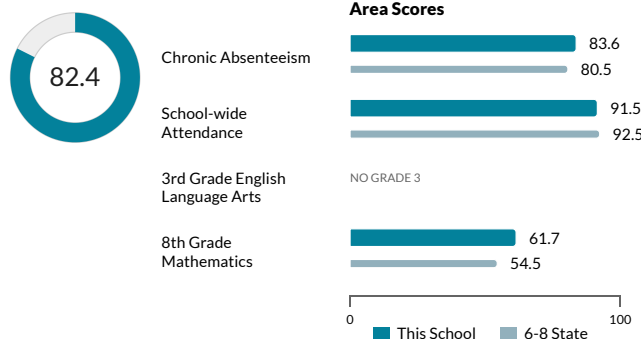 Area Scores
82.4
Chronic Absenteeism
83.6
80.5
School-wide
Attendance
91.5
92.5
3rd Grade English
Language Arts
NO GRADE 3
8th Grade
Mathematics
61.7
54.5
0
100
This School
6-8 State